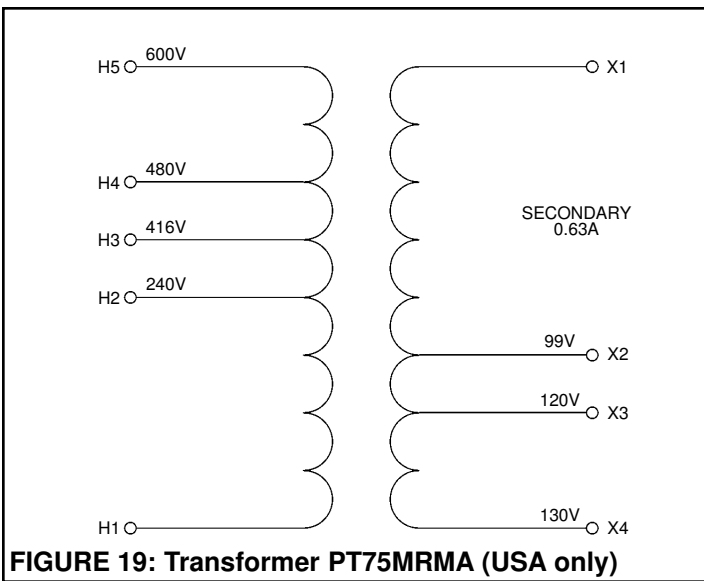 600V
H5 X1
480V
H4
SECONDARY
0.63A
416V
H3
240V
H2
99V
X2
120V
X3
130V
H1 X4
FIGURE 19: Transformer PT75MRMA (USA only)